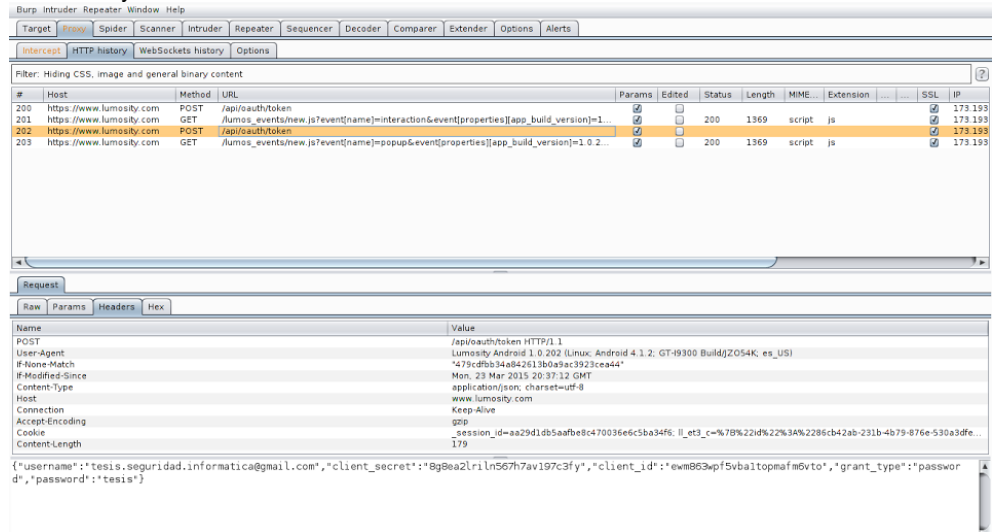 Burp Intruder Repeater Window Help
Target Proxy Spider Scanner Intruder Repeater Sequencer Decoder Comparer Extender Options Alerts
Intercept HTTP history WebSockets history Options
Filter: Hiding CSS, image and general binary content ?
# Host Method URL Params Edited Status Length MIME... Extension ... ... SSL IP
200 https://www.lumosity.com POST /api/oauth/token 173.193
201 https://www.lumosity.com GET /lumos_events/new.js?event[name]=interaction&event[properties][app_build_version]=1... 200 1369 script js 173.193
202 https://www.lumosity.com POST /api/oauth/token 173.193
203 https://www.lumosity.com GET /lumos_events/new.js?event[name]=popup&event[properties][app_build_version]=1.0.2... 200 1369 script js 173.193
Request
Raw Params Headers Hex
Name Value
POST /api/oauth/token HTTP/1.1
User-Agent Lumosity Android 1.0.202 (Linux; Android 4.1.2; GT-I9300 Build/JZO54K; es_US)
If-None-Match "479cdfbb34a842613b0a9ac3923cea44"
If-Modified-Since Mon, 23 Mar 2015 20:37:12 GMT
Content-Type application/json; charset=utf-8
Host www.lumosity.com
Connection Keep-Alive
Accept-Encoding gzip
Cookie _session_id=aa29d1db5aafbe8c470036e6c5ba34f6; ll_et3_c=%7B%22id%22%3A%2286cb42ab-231b-4b79-876e-530a3dfe...
Content-Length 179
{"username":"tesis.seguridad.informatica@gmail.com","client_secret":"8g8ea2lriln567h7av197c3fy","client_id":"ewm863wpf5vba1topmafm6vto","grant_type":"passwor
d","password":"tesis"}